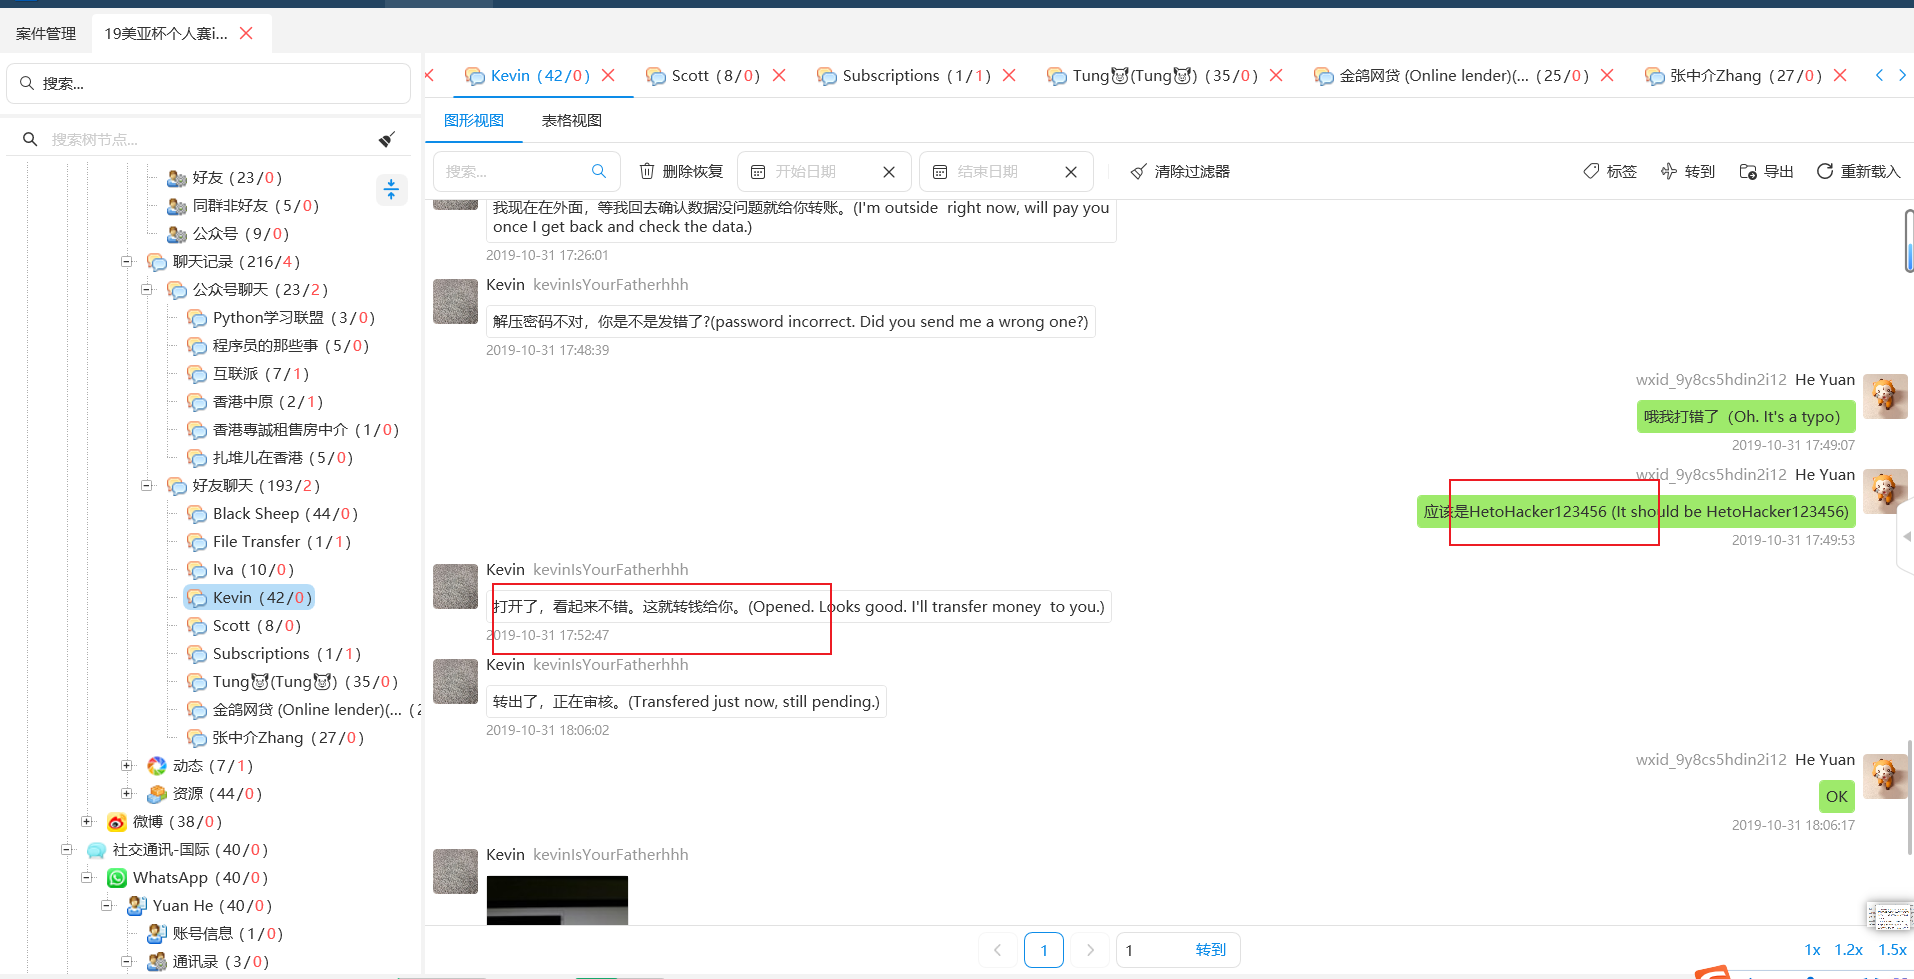 案件管理
19美亚杯个人赛i...
搜索...
Kevin (42/0)
Scott (8/0)
Subscriptions (1/1)
Tung🐷(Tung🐷) (35/0)
金鸽网贷 (Online lender)(... (25/0)
张中介Zhang (27/0)
搜索树节点...
图形视图
表格视图
搜索...
删除恢复
开始日期
结束日期
清除过滤器
标签
转到
导出
重新载入
好友 (23/0)
同群非好友 (5/0)
公众号 (9/0)
聊天记录 (216/4)
公众号聊天 (23/2)
Python学习联盟 (3/0)
程序员的那些事 (5/0)
互联派 (7/1)
香港中原 (2/1)
香港専誠租售房中介 (1/0)
扎堆儿在香港 (5/0)
好友聊天 (193/2)
Black Sheep (44/0)
File Transfer (1/1)
Iva (10/0)
Kevin (42/0)
Scott (8/0)
Subscriptions (1/1)
Tung🐷(Tung🐷) (35/0)
金鸽网贷 (Online lender)(... (2
张中介Zhang (27/0)
动态 (7/1)
资源 (44/0)
微博 (38/0)
社交通讯-国际 (40/0)
WhatsApp (40/0)
Yuan He (40/0)
账号信息 (1/0)
通讯录 (3/0)
我现在在外面，等我回去确认数据没问题就给你转账。(I'm outside  right now, will pay you
once I get back and check the data.)
2019-10-31 17:26:01
Kevin kevinIsYourFatherhhh
解压密码不对，你是不是发错了?(password incorrect. Did you send me a wrong one?)
2019-10-31 17:48:39
wxid_9y8cs5hdin2i12 He Yuan
哦我打错了（Oh. It's a typo）
2019-10-31 17:49:07
wxid_9y8cs5hdin2i12 He Yuan
应该是HetoHacker123456 (It should be HetoHacker123456)
2019-10-31 17:49:53
Kevin kevinIsYourFatherhhh
打开了，看起来不错。这就转钱给你。(Opened. Looks good. I'll transfer money  to you.)
2019-10-31 17:52:47
Kevin kevinIsYourFatherhhh
转出了，正在审核。(Transfered just now, still pending.)
2019-10-31 18:06:02
wxid_9y8cs5hdin2i12 He Yuan
OK
2019-10-31 18:06:17
Kevin kevinIsYourFatherhhh
1
1
转到
1x 1.2x 1.5x